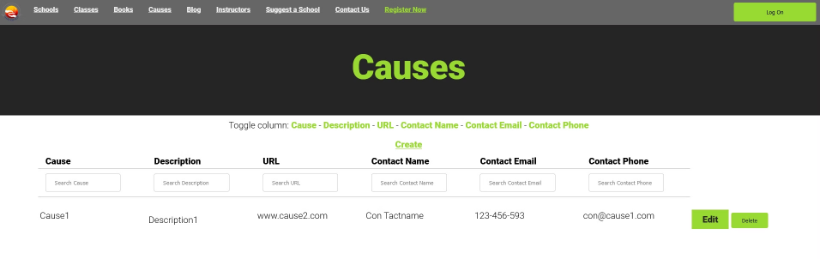 Schools Classes Books Causes Blog Instructors Suggest a School Contact Us Register Now Log On
Causes
Toggle column: Cause - Description - URL - Contact Name - Contact Email - Contact Phone
Create
Cause Description URL Contact Name Contact Email Contact Phone
Search Cause Search Description Search URL Search Contact Name Search Contact Email Search Contact Phone
Cause1 Description1 www.cause2.com Con Tactname 123-456-593 con@cause1.com Edit Delete